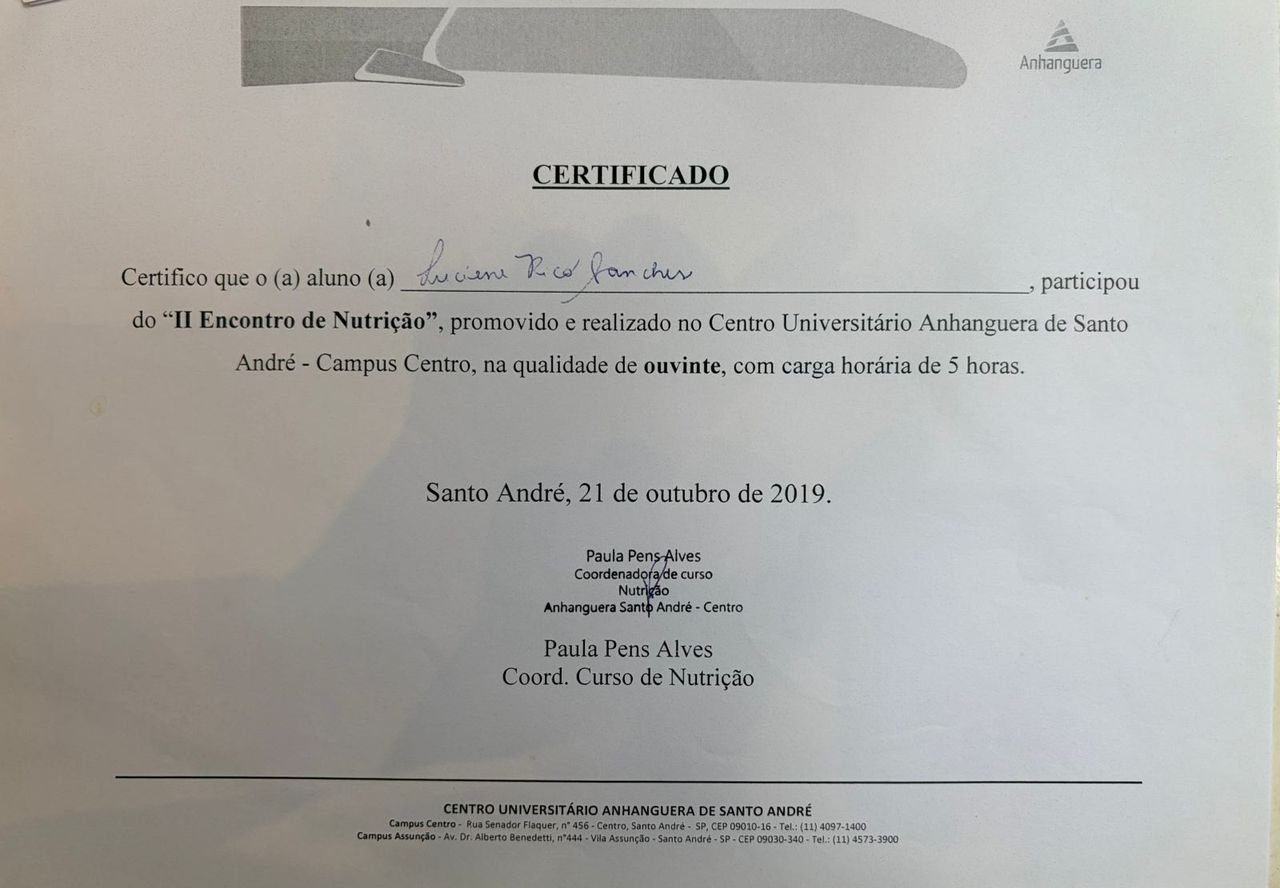 Anhanguera
CERTIFICADO
Certifico que o (a) aluno (a) Luciene Rico Sanches, participou
do “II Encontro de Nutrição”, promovido e realizado no Centro Universitário Anhanguera de Santo
André - Campus Centro, na qualidade de ouvinte, com carga horária de 5 horas.
Santo André, 21 de outubro de 2019.
Paula Pens Alves
Coordenadora de curso
Nutrição
Anhanguera Santo André - Centro
Paula Pens Alves
Coord. Curso de Nutrição
CENTRO UNIVERSITÁRIO ANHANGUERA DE SANTO ANDRÉ
Campus Centro - Rua Senador Flaquer, n° 456 - Centro, Santo André - SP, CEP 09010-16 - Tel.: (11) 4097-1400
Campus Assunção - Av. Dr. Alberto Benedetti, n°444 - Vila Assunção - Santo André - SP - CEP 09030-340 - Tel.: (11) 4573-3900